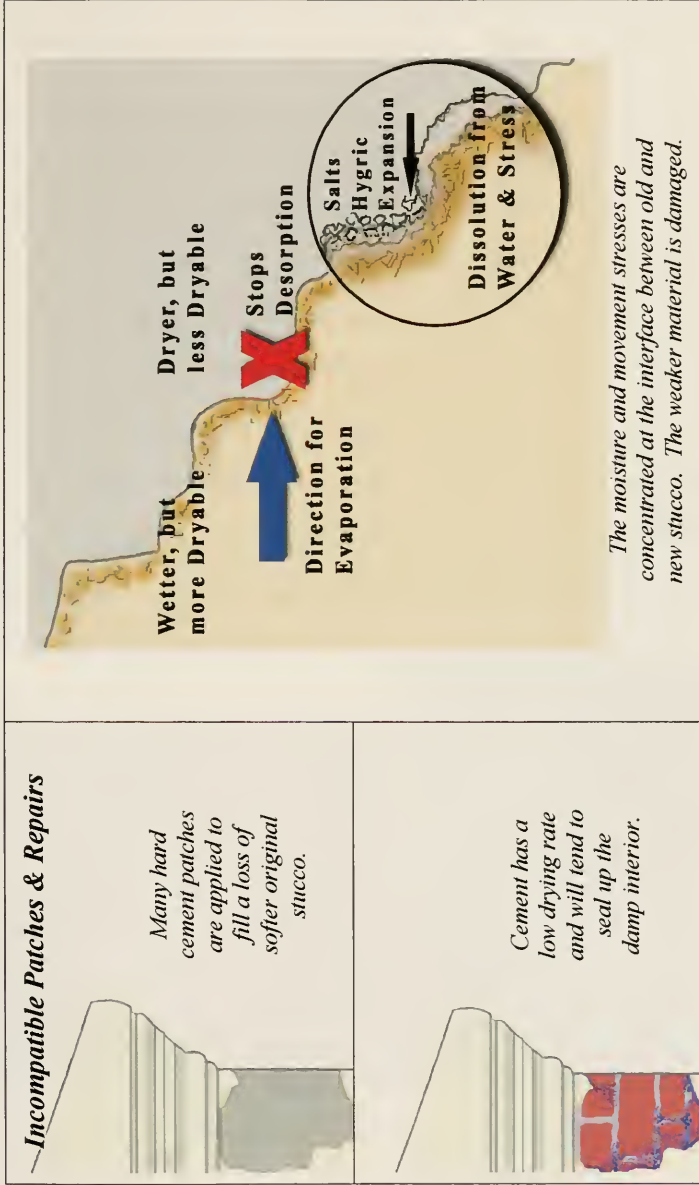 Incompatible Patches & Repairs
Many hard
cement patches
are applied to
fill a loss of
softer original
stucco.
Cement has a
low drying rate
and will tend to
seal up the
damp interior.
Wetter, but
more Dryable
Dryer, but
less Dryable
Direction for
Evaporation
Stops
Desorption
Salts
Hygric
Expansion
Dissolution from
Water & Stress
The moisture and movement stresses are
concentrated at the interface between old and
new stucco. The weaker material is damaged.